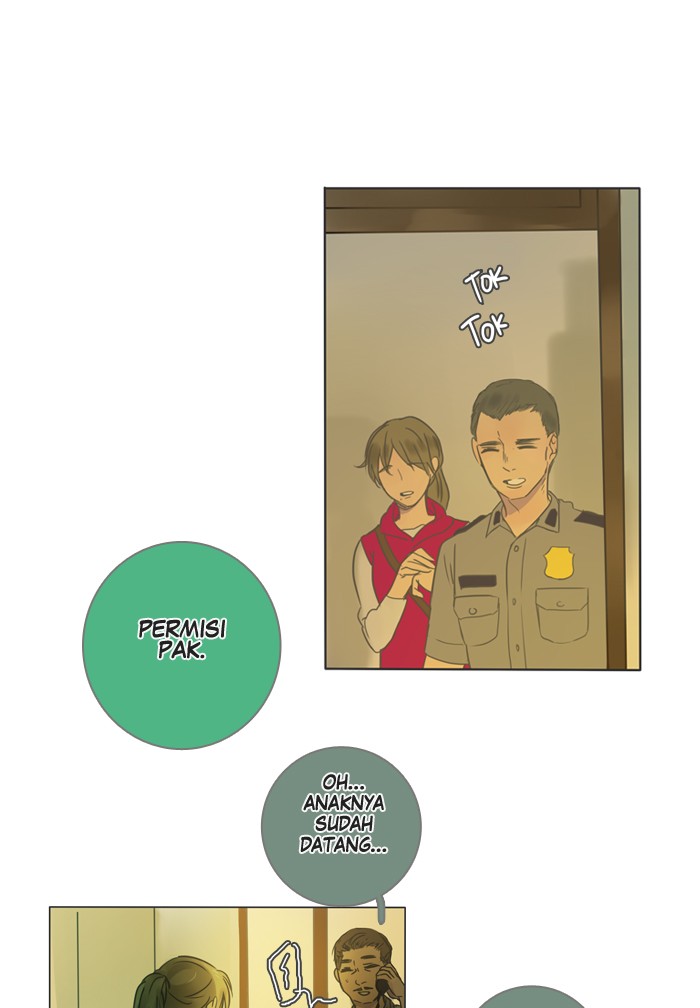 TOK
TOK
PERMISI
PAK.
OH...
ANAKNYA
SUDAH
DATANG...